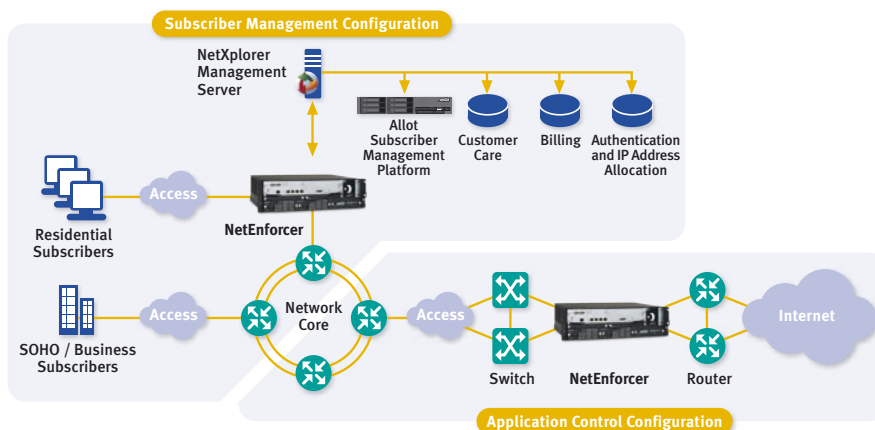 Subscriber Management Configuration
NetXplorer
Management
Server
Allot
Subscriber
Management
Platform
Customer
Care
Billing
Authentication
and IP Address
Allocation
Access
Residential
Subscribers
NetEnforcer
Access
SOHO / Business
Subscribers
Network
Core
Access
Switch
NetEnforcer
Router
Internet
Application Control Configuration